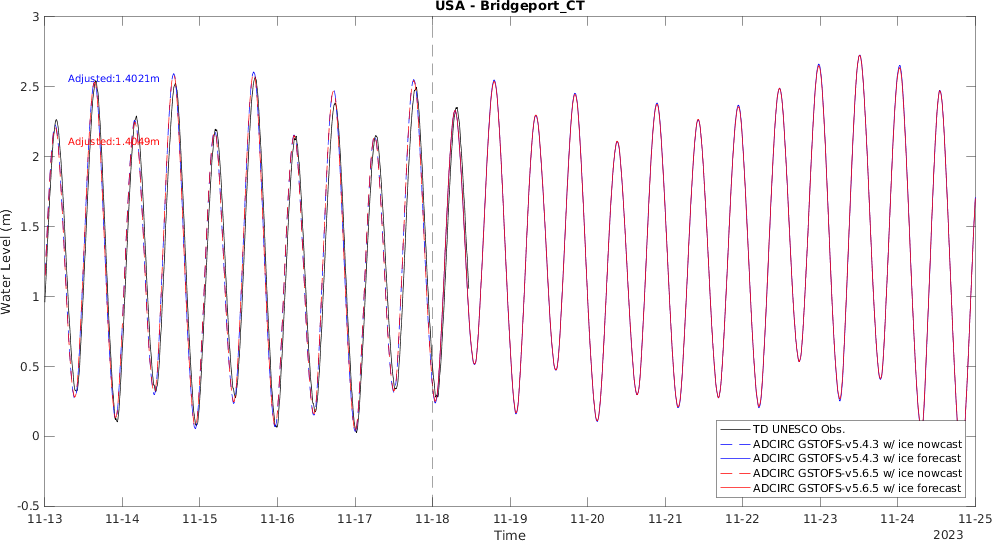 USA - Bridgeport_CT
3
2.5
2
1.5
1
0.5
0
-0.5
Water Level (m)
Adjusted:1.4021m
Adjusted:1.4049m
TD UNESCO Obs.
ADCIRC GSTOFS-v5.4.3 w/ ice nowcast
ADCIRC GSTOFS-v5.4.3 w/ ice forecast
ADCIRC GSTOFS-v5.6.5 w/ ice nowcast
ADCIRC GSTOFS-v5.6.5 w/ ice forecast
11-13 11-14 11-15 11-16 11-17 11-18 11-19 11-20 11-21 11-22 11-23 11-24 11-25
Time
2023